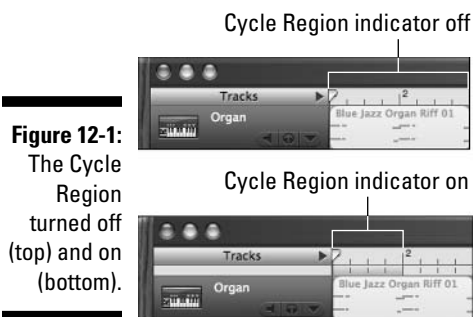 Cycle Region indicator off
Tracks
2
Organ
Blue Jazz Organ Riff 01
Figure 12-1:
The Cycle
Region
turned off
(top) and on
(bottom).
Cycle Region indicator on
Tracks
2
Organ
Blue Jazz Organ Riff 01